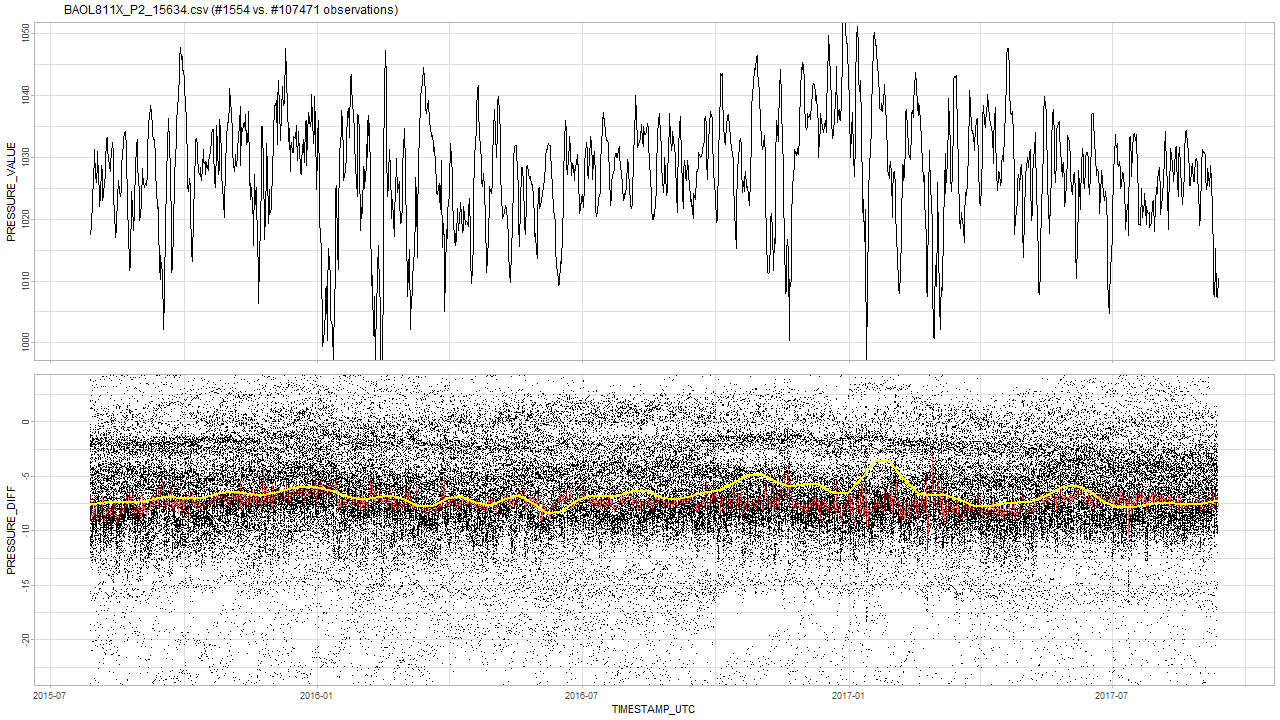 BAOL811X_P2_15634.csv (#1554 vs. #107471 observations)
1050
1040
1030
1020
1010
1000
PRESSURE_VALUE
0
-5
-10
-15
-20
PRESSURE_DIFF
2015-07 2016-01 2016-07 2017-01 2017-07
TIMESTAMP_UTC